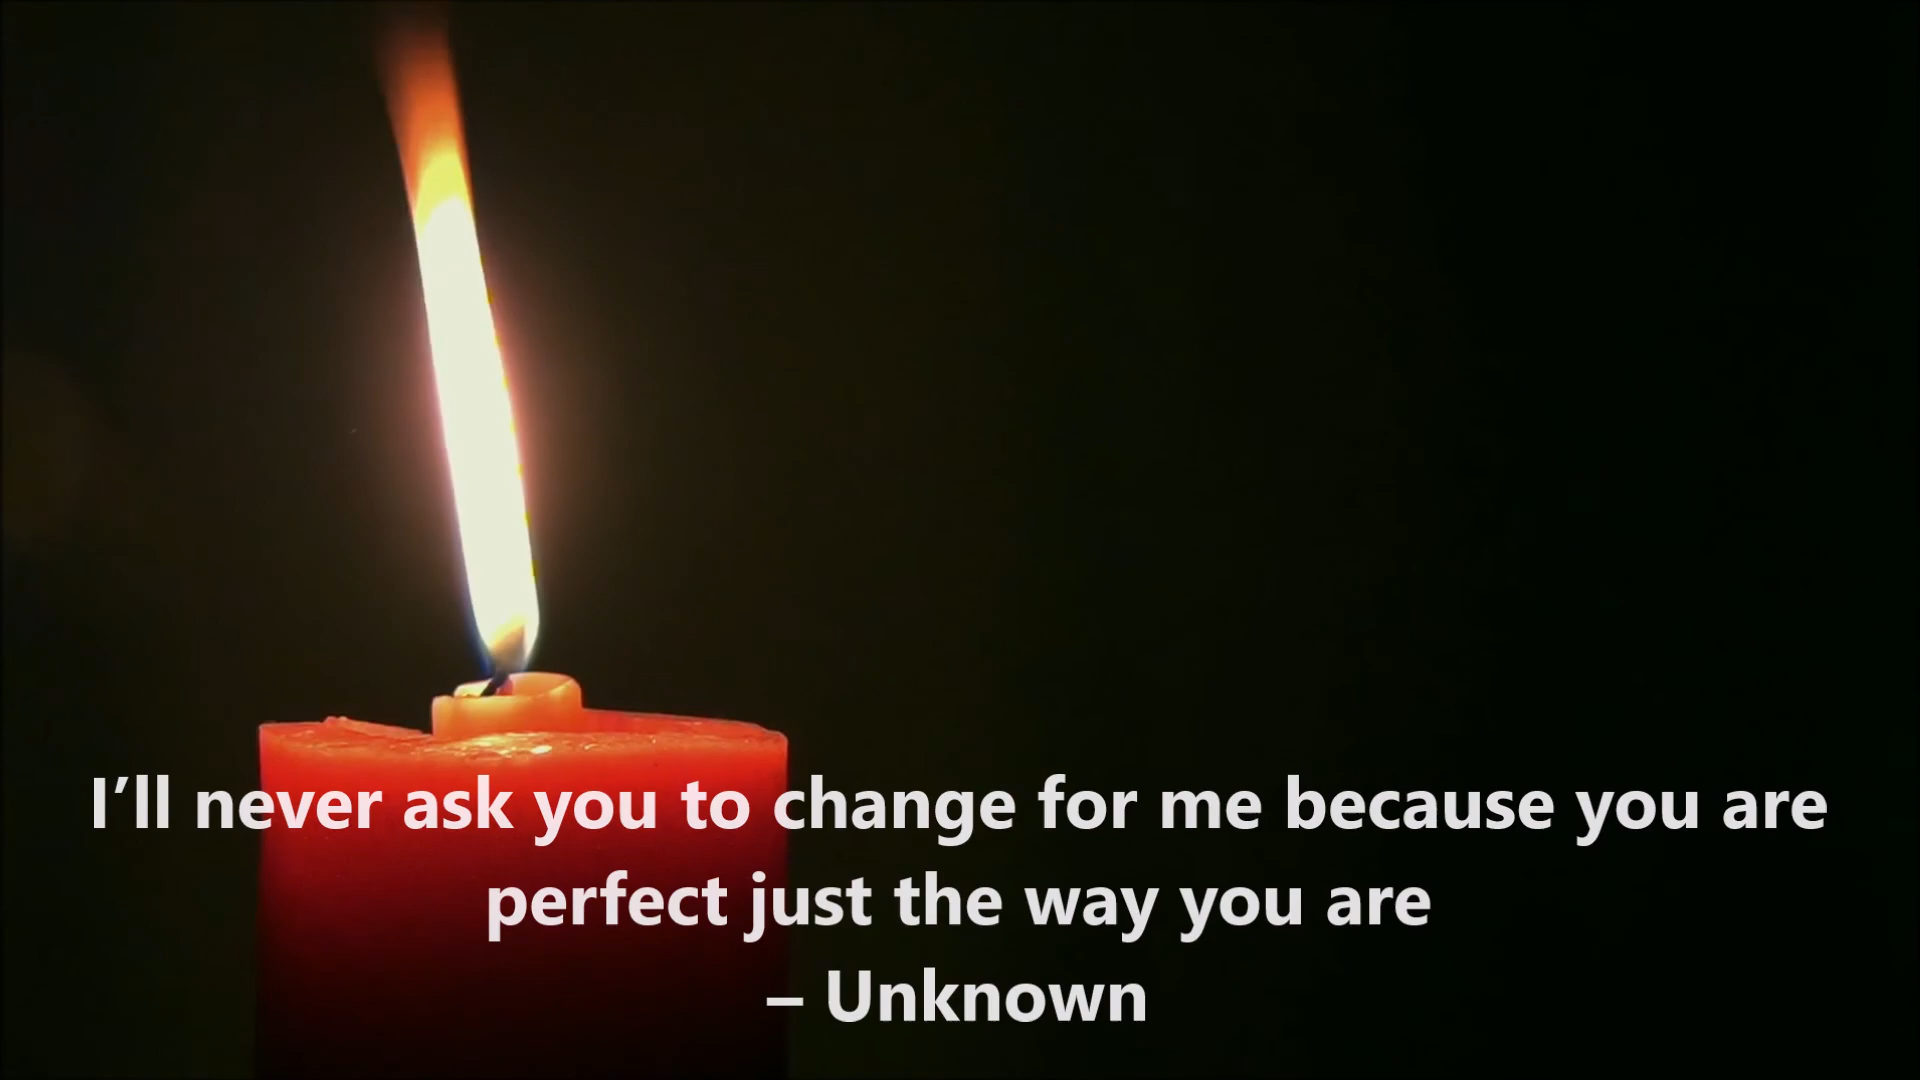 I’ll never ask you to change for me because you are
perfect just the way you are
– Unknown